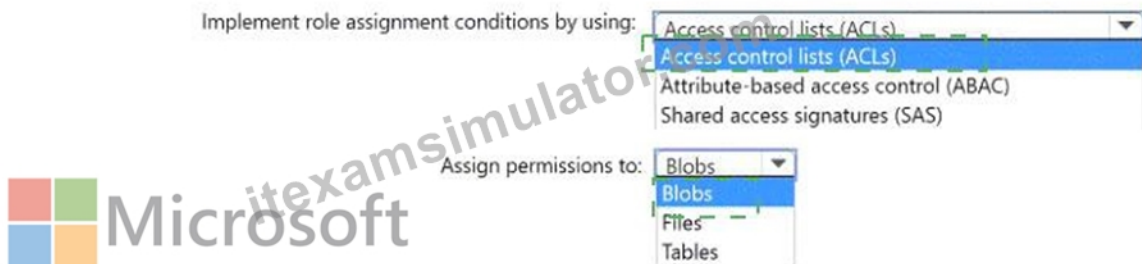 Implement role assignment conditions by using:
Access control lists (ACLs)
Access control lists (ACLs)
Attribute-based access control (ABAC)
Shared access signatures (SAS)
Assign permissions to:
Blobs
Blobs
Files
Tables
Microsoft
itexamsimulator.com